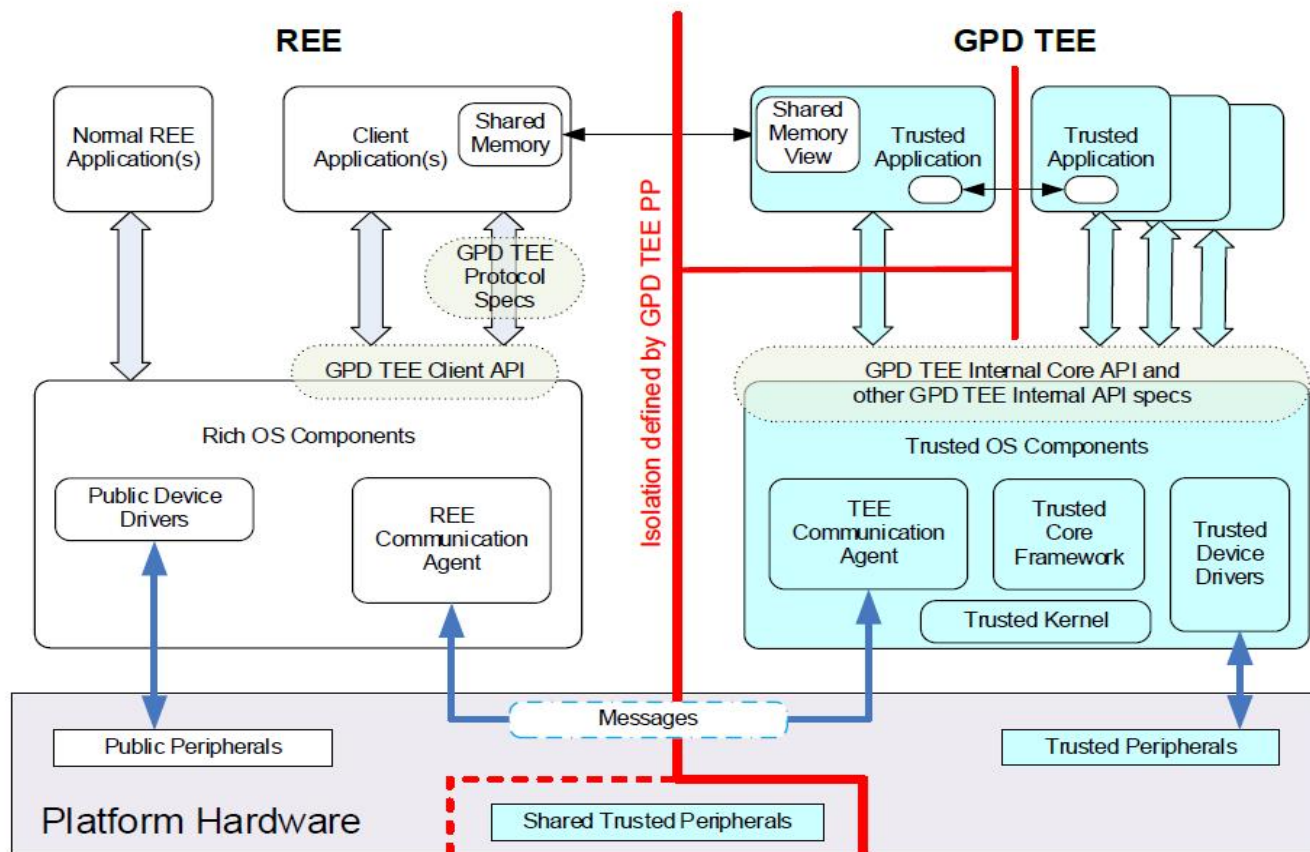 REE
GPD TEE
Normal REE
Application(s)
Client
Application(s)
Shared
Memory
Shared
Memory
View
Trusted
Application
Trusted
Application
GPD TEE
Protocol
Specs
Isolation defined by GPD TEE PP
GPD TEE Client API
GPD TEE Internal Core API and
other GPD TEE Internal API specs
Rich OS Components
Trusted OS Components
Public Device
Drivers
REE
Communication
Agent
TEE
Communication
Agent
Trusted
Core
Framework
Trusted
Device
Drivers
Trusted Kernel
Messages
Public Peripherals
Trusted Peripherals
Platform Hardware
Shared Trusted Peripherals